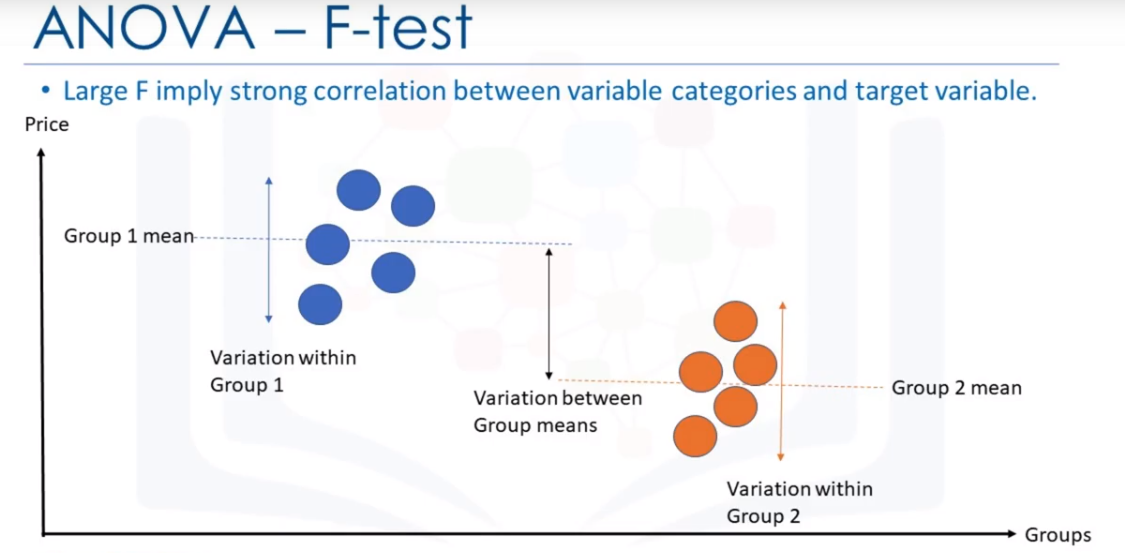 ANOVA – F-test
• Large F imply strong correlation between variable categories and target variable.
Price
Group 1 mean
Variation within
Group 1
Variation between
Group means
Group 2 mean
Variation within
Group 2
Groups